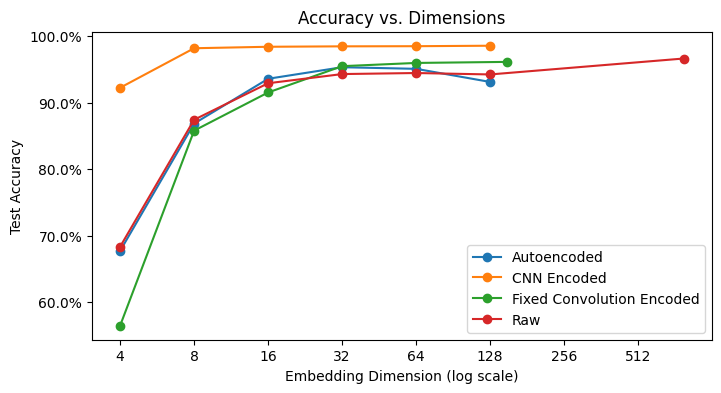 Accuracy vs. Dimensions
100.0%
90.0%
80.0%
70.0%
60.0%
Test Accuracy
4 8 16 32 64 128 256 512
Embedding Dimension (log scale)
Autoencoded
CNN Encoded
Fixed Convolution Encoded
Raw